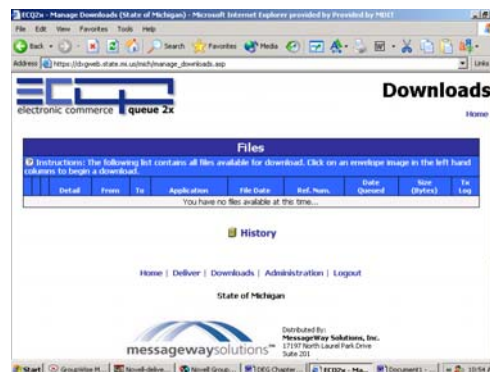 ECQ2x - Manage Downloads (State of Michigan) - Microsoft Internet Explorer provided by Provided by MDIT
File Edit View Favorites Tools Help
Back Search Favorites Media
Address https://dxgweb.state.mi.us/mich/manage_downloads.asp Links
ECQ
electronic commerce queue 2x
Downloads
Home
Files
Instructions: The following list contains all files available for download. Click on an envelope image in the left hand
columns to begin a download.
Detail From To Application File Date Ref. Num. Date Queued Size (Bytes) Tx Log
You have no files available at this time...
History
Home | Deliver | Downloads | Administration | Logout
State of Michigan
messagewaysolutions
Distributed By:
MessageWay Solutions, Inc.
17197 North Laurel Park Drive
Suite 201
Start GroupWise M... Novell-delive... Novell Group... DEG Chapter... ECQ2x - Ma... Document1 - ... 10:54 A